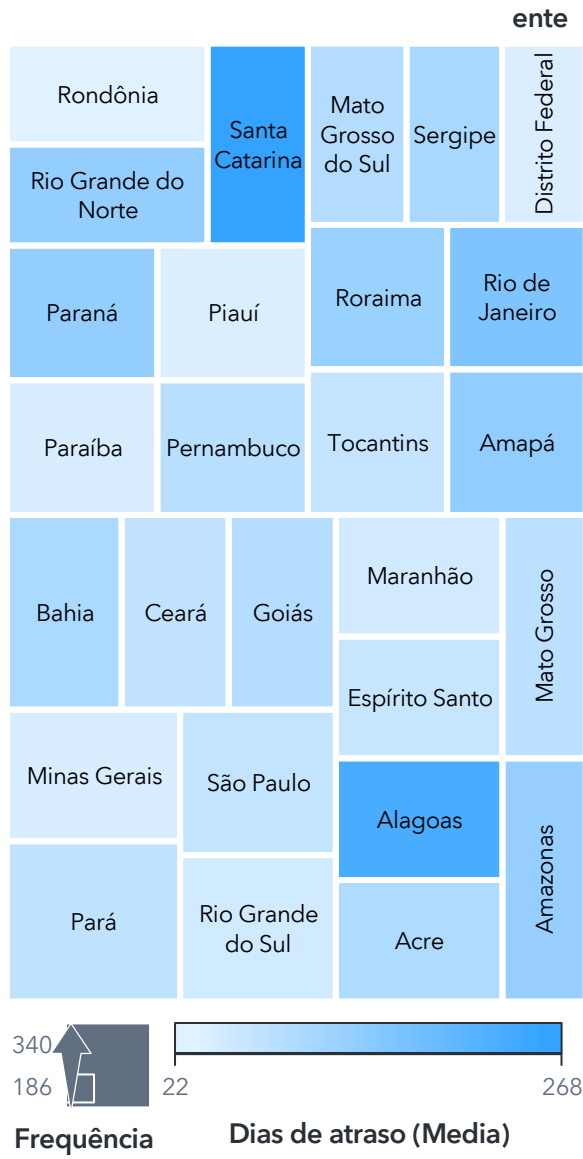 ente
Rondônia
Santa
Catarina
Mato
Grosso
do Sul
Sergipe
Distrito Federal
Rio Grande do
Norte
Paraná
Piauí
Roraima
Rio de
Janeiro
Paraíba
Pernambuco
Tocantins
Amapá
Bahia
Ceará
Goiás
Maranhão
Mato Grosso
Espírito Santo
Minas Gerais
São Paulo
Alagoas
Amazonas
Pará
Rio Grande
do Sul
Acre
340
186
22
268
Frequência
Dias de atraso (Media)